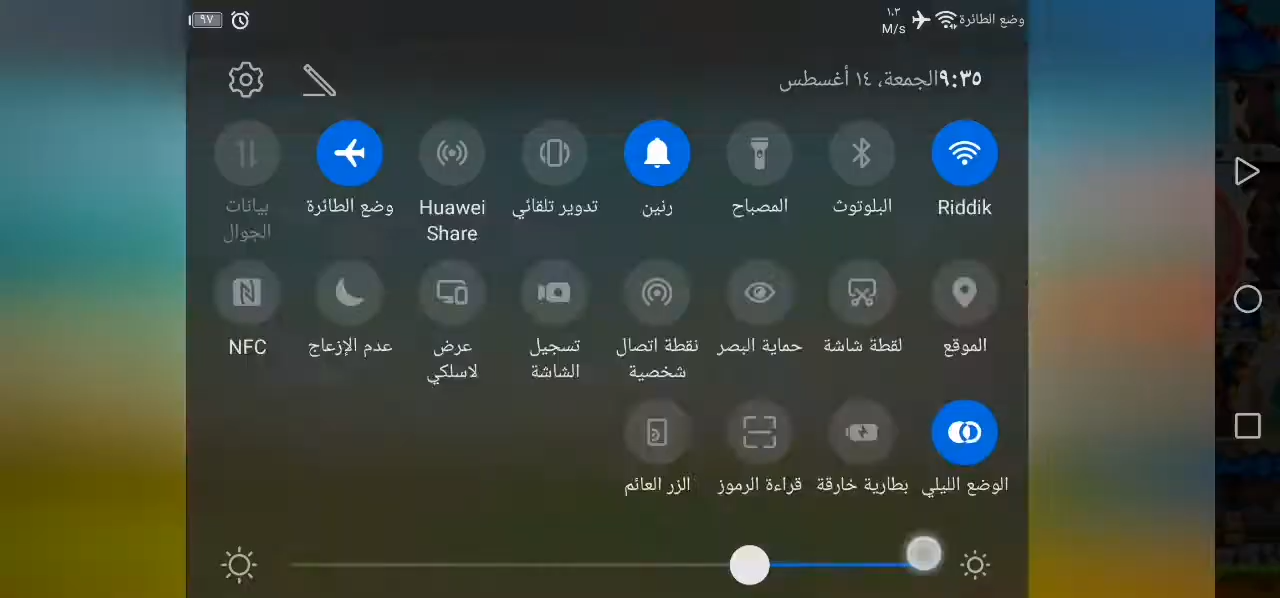 وضع الطائرة
١٫٣
M/s
٩٧
٩:٣٥ الجمعة، ١٤ أغسطس
Riddik
البلوتوث
المصباح
رنين
تدوير تلقائي
Huawei
Share
وضع الطائرة
بيانات
الجوال
الموقع
لقطة شاشة
حماية البصر
نقطة اتصال
شخصية
تسجيل
الشاشة
عرض
لاسلكي
عدم الإزعاج
NFC
الوضع الليلي
بطارية خارقة
قراءة الرموز
الزر العائم